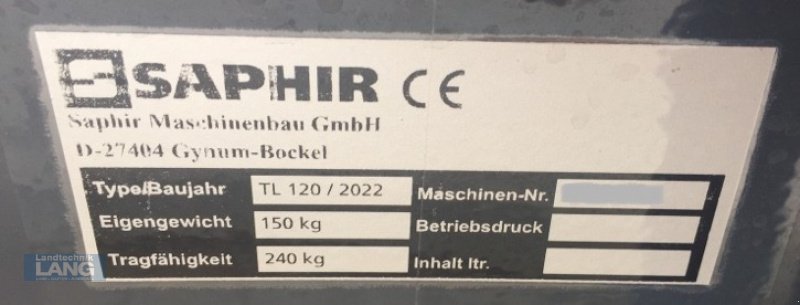 SAPHIR CE
Saphir Maschinenbau GmbH
D-27404 Gynum-Bockel
Type/Baujahr TL 120 / 2022 Maschinen-Nr.
Eigengewicht 150 kg Betriebsdruck
Tragfähigkeit 240 kg Inhalt ltr.
Landtechnik
LANG